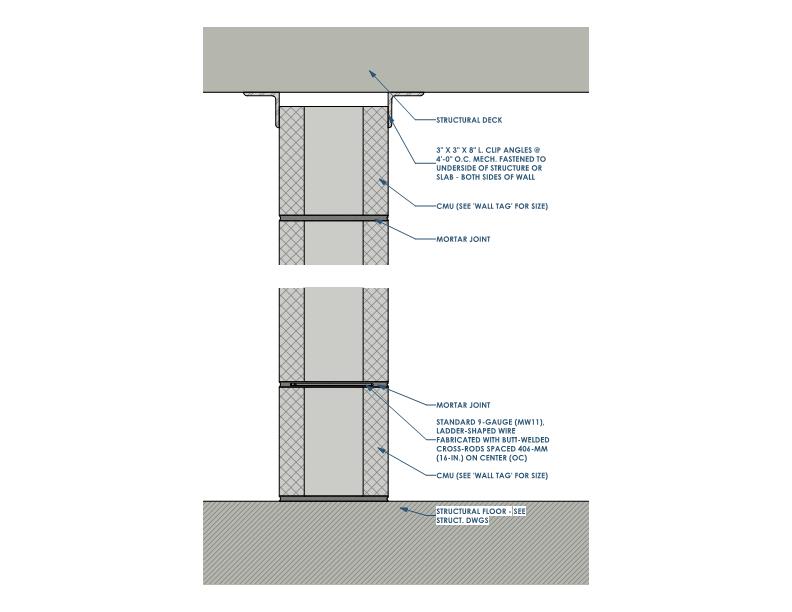 STRUCTURAL DECK
3" X 3" X 8" L. CLIP ANGLES @
4'-0" O.C. MECH. FASTENED TO
UNDERSIDE OF STRUCTURE OR
SLAB - BOTH SIDES OF WALL
CMU (SEE 'WALL TAG' FOR SIZE)
MORTAR JOINT
MORTAR JOINT
STANDARD 9-GAUGE (MW11),
LADDER-SHAPED WIRE
FABRICATED WITH BUTT-WELDED
CROSS-RODS SPACED 406-MM
(16-IN.) ON CENTER (OC)
CMU (SEE 'WALL TAG' FOR SIZE)
STRUCTURAL FLOOR - SEE
STRUCT. DWGS